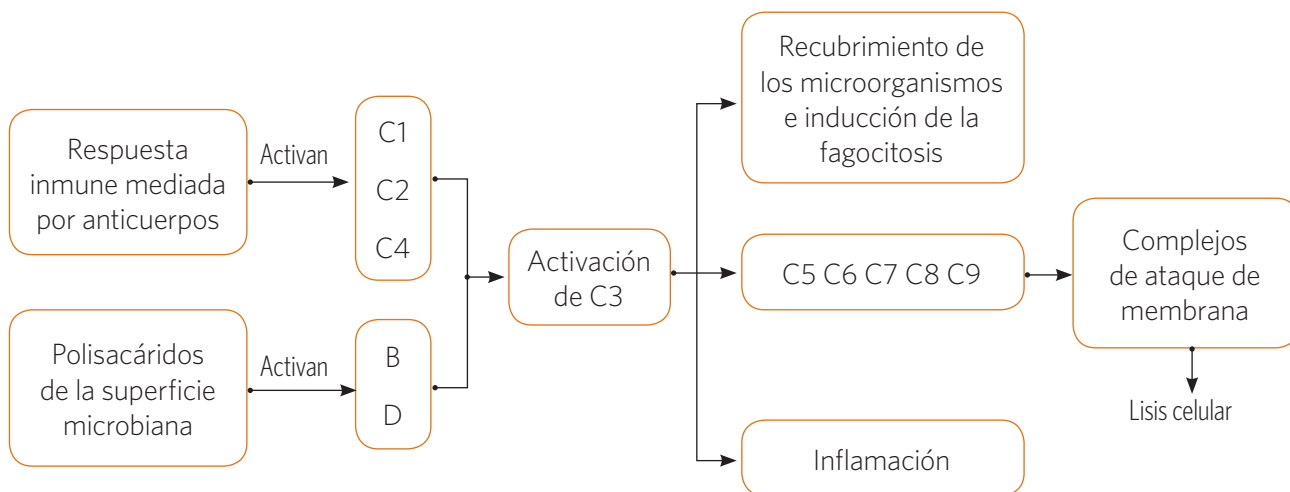 Respuesta
inmune mediada
por anticuerpos
Activan
C1
C2
C4
Polisacáridos
de la superficie
microbiana
Activan
B
D
Activación
de C3
Recubrimiento de
los microorganismos
e inducción de la
fagocitosis
C5 C6 C7 C8 C9
Complejos
de ataque de
membrana
Lisis celular
Inflamación